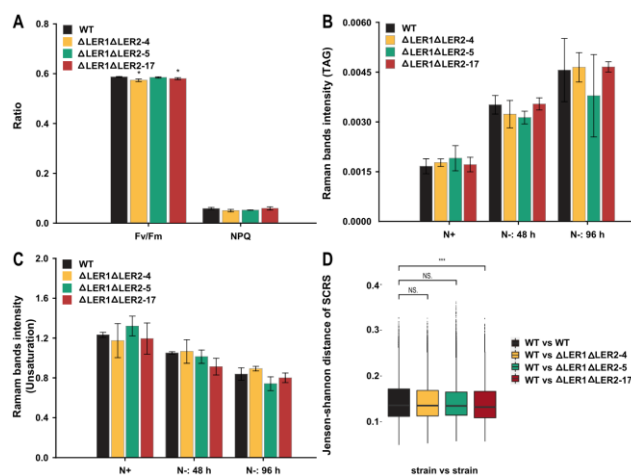 A
WT
ΔLER1ΔLER2-4
ΔLER1ΔLER2-5
ΔLER1ΔLER2-17
0.8
0.6
0.4
0.2
0.0
Ratio
* *
Fv/Fm
NPQ
B
WT
ΔLER1ΔLER2-4
ΔLER1ΔLER2-5
ΔLER1ΔLER2-17
0.0060
0.0045
0.0030
0.0015
0.0000
Raman bands intensity (TAG)
N+
N-: 48 h
N-: 96 h
C
WT
ΔLER1ΔLER2-4
ΔLER1ΔLER2-5
ΔLER1ΔLER2-17
2.0
1.6
1.2
0.8
0.4
0.0
Ramam bands intensity
(Unsaturation)
N+
N-: 48 h
N-: 96 h
D
***
NS.
NS.
0.4
0.3
0.2
0.1
Jensen-shannon distance of SCRS
WT vs WT
WT vs ΔLER1ΔLER2-4
WT vs ΔLER1ΔLER2-5
WT vs ΔLER1ΔLER2-17
strain vs strain